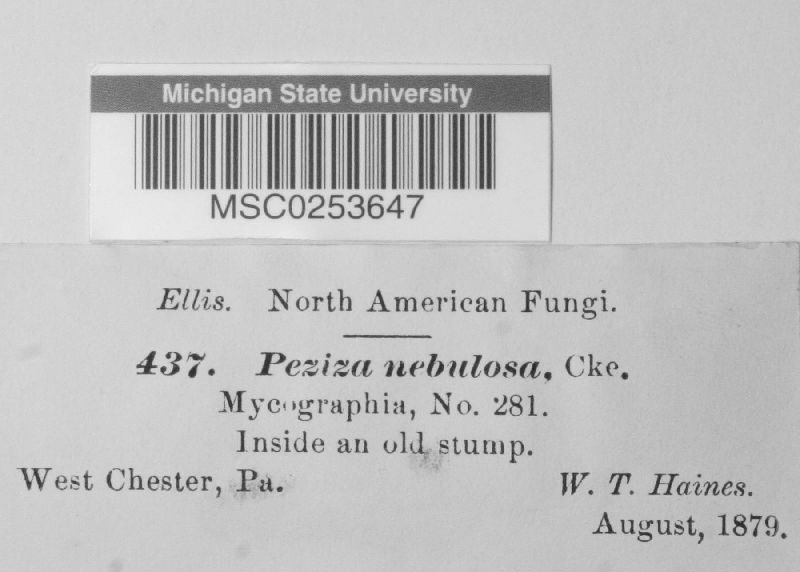 Michigan State University
MSC0253647
Ellis. North American Fungi.
437. Peziza nebulosa, Cke.
Mycographia, No. 281.
Inside an old stump.
West Chester, Pa. W. T. Haines.
August, 1879.